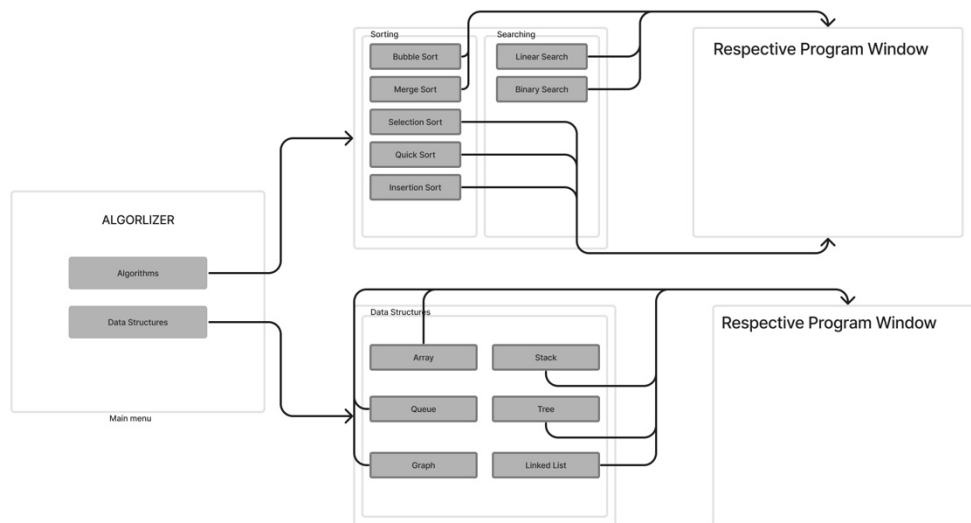 ALGORLIZER
Algorithms
Data Structures
Main menu
Sorting
Bubble Sort
Merge Sort
Selection Sort
Quick Sort
Insertion Sort
Searching
Linear Search
Binary Search
Respective Program Window
Data Structures
Array
Stack
Queue
Tree
Graph
Linked List
Respective Program Window